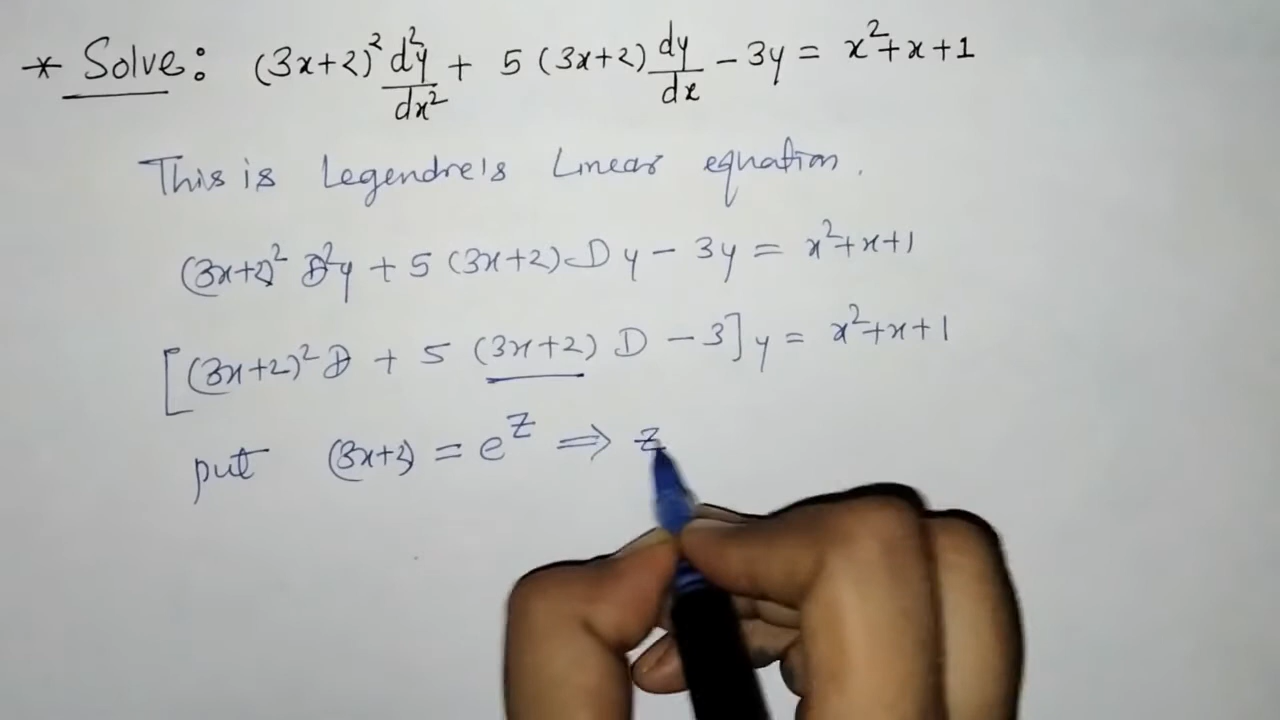 * Solve: (3x+2)² d²y/dx² + 5 (3x+2) dy/dx - 3y = x²+x+1
This is Legendre's Linear equation.
(3x+2)² D²y + 5 (3x+2) Dy - 3y = x²+x+1
[(3x+2)² D + 5 (3x+2) D - 3] y = x²+x+1
put (3x+2) = e^z ⇒ z